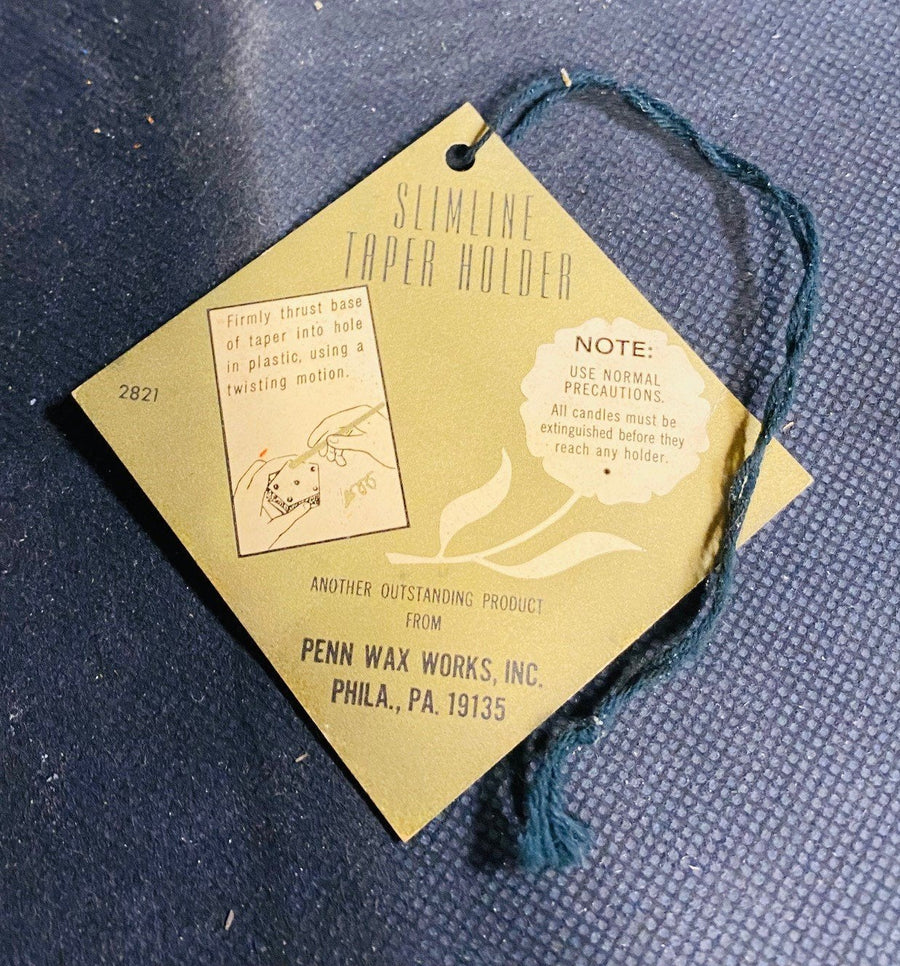 SLIMLINE
TAPER HOLDER
Firmly thrust base
of taper into hole
in plastic, using a
twisting motion.
2821
NOTE:
USE NORMAL
PRECAUTIONS.
All candles must be
extinguished before they
reach any holder.
ANOTHER OUTSTANDING PRODUCT
FROM
PENN WAX WORKS, INC.
PHILA., PA. 19135